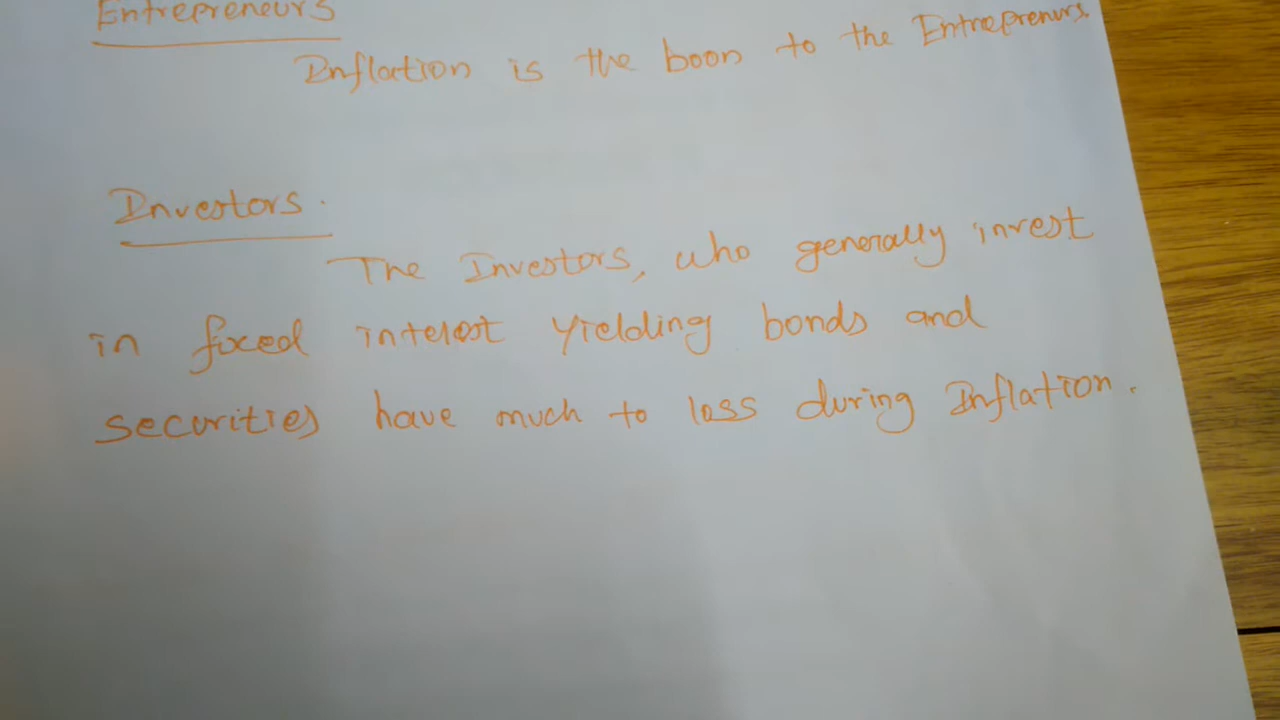 Entrepreneurs
Inflation is the boon to the Entreprenurs.
Investors.
The Investors, who generally invest
in fixed interest yielding bonds and
securities have much to loss during Inflation.